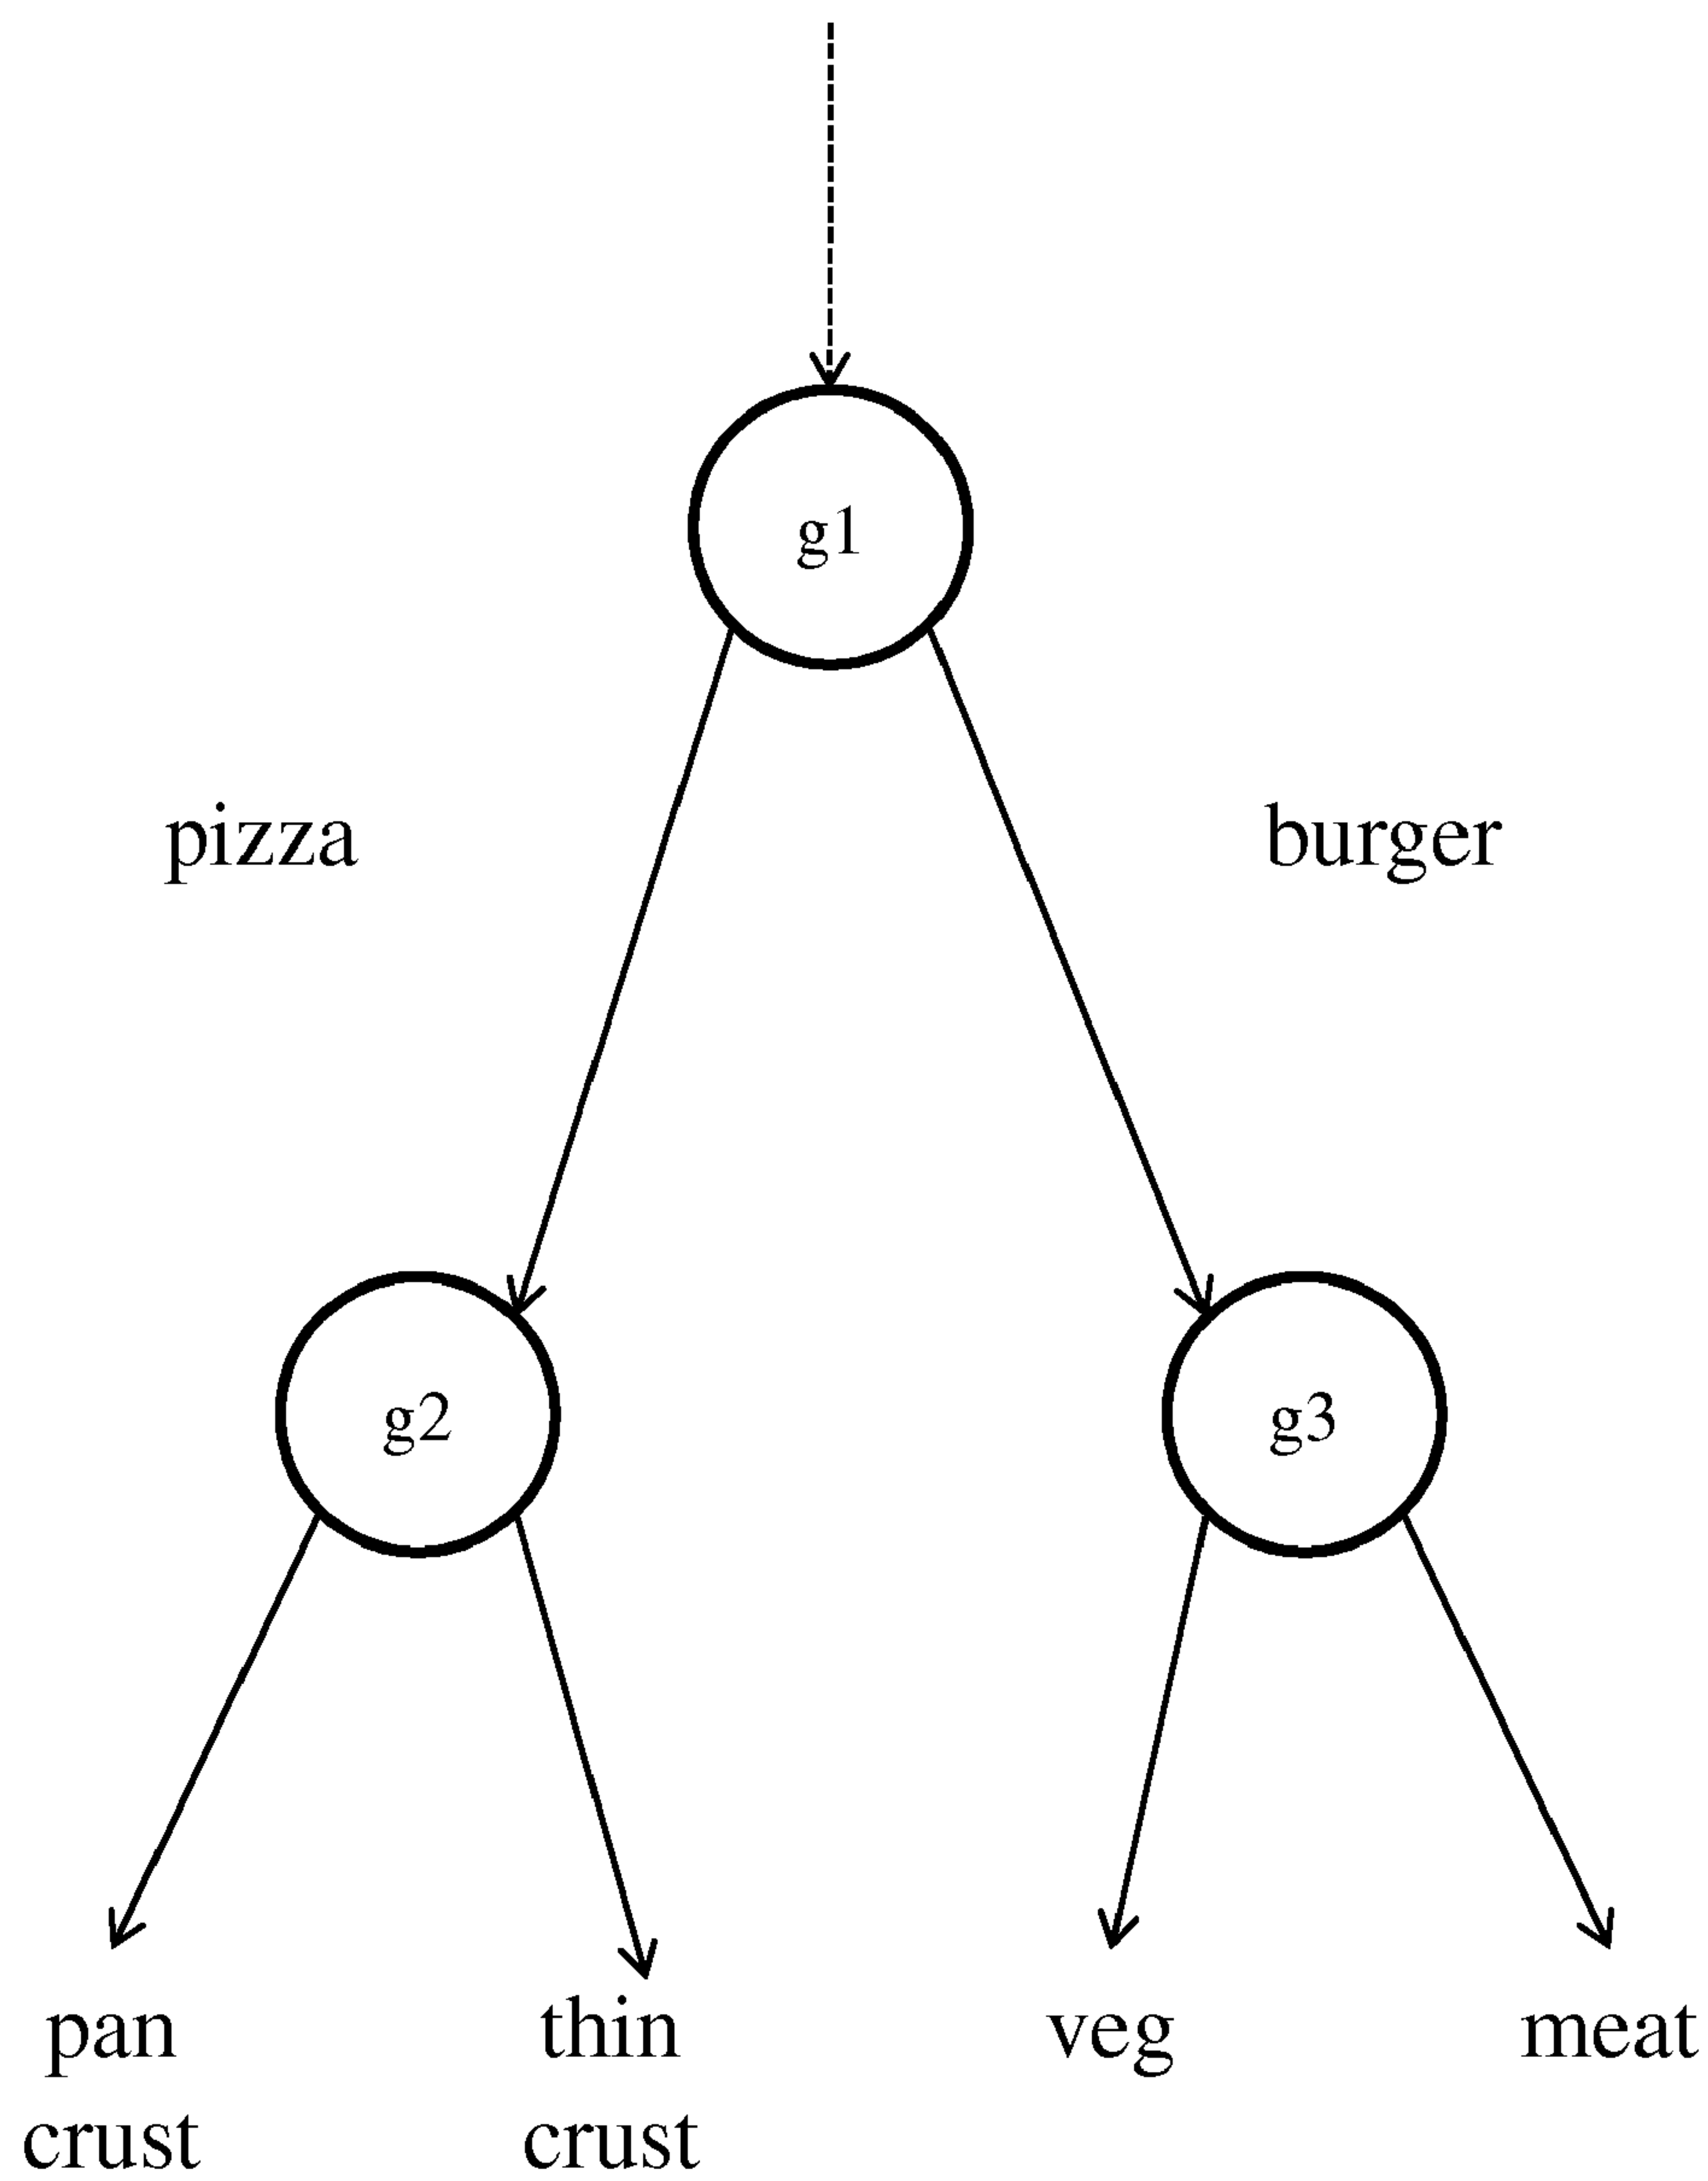 g1
pizza
burger
g2
g3
pan
crust
thin
crust
veg
meat